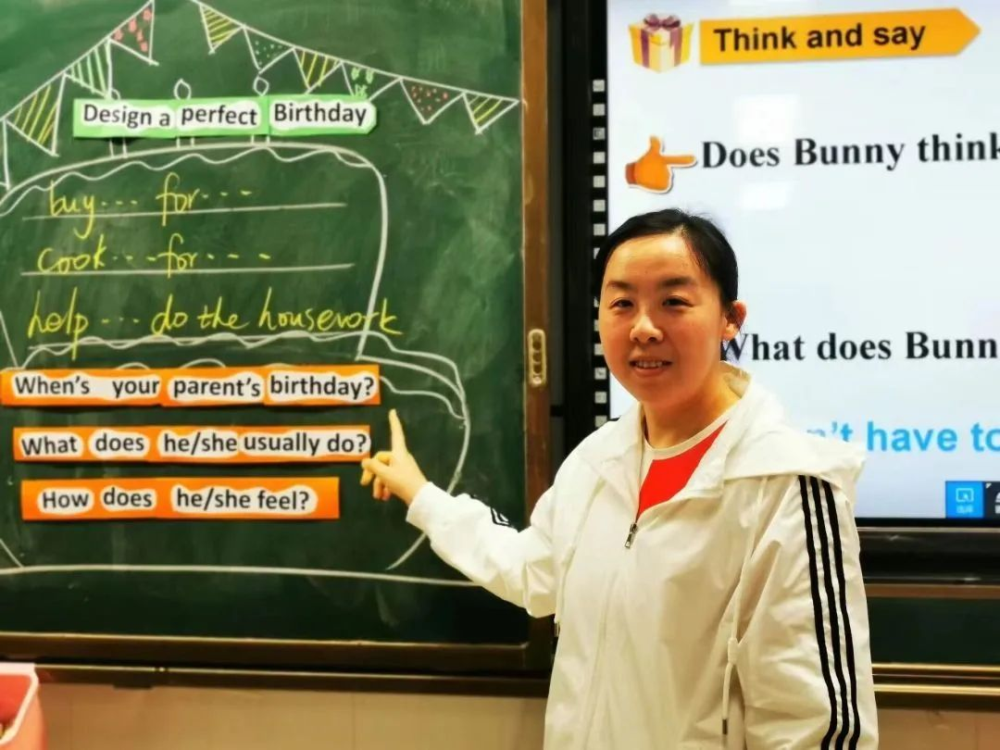 Design a perfect Birthday
buy ... for ...
cook ... for ...
help ... do the housework
When's your parent's birthday?
What does he/she usually do?
How does he/she feel?
Think and say
Does Bunny think
What does Bunn
't have to